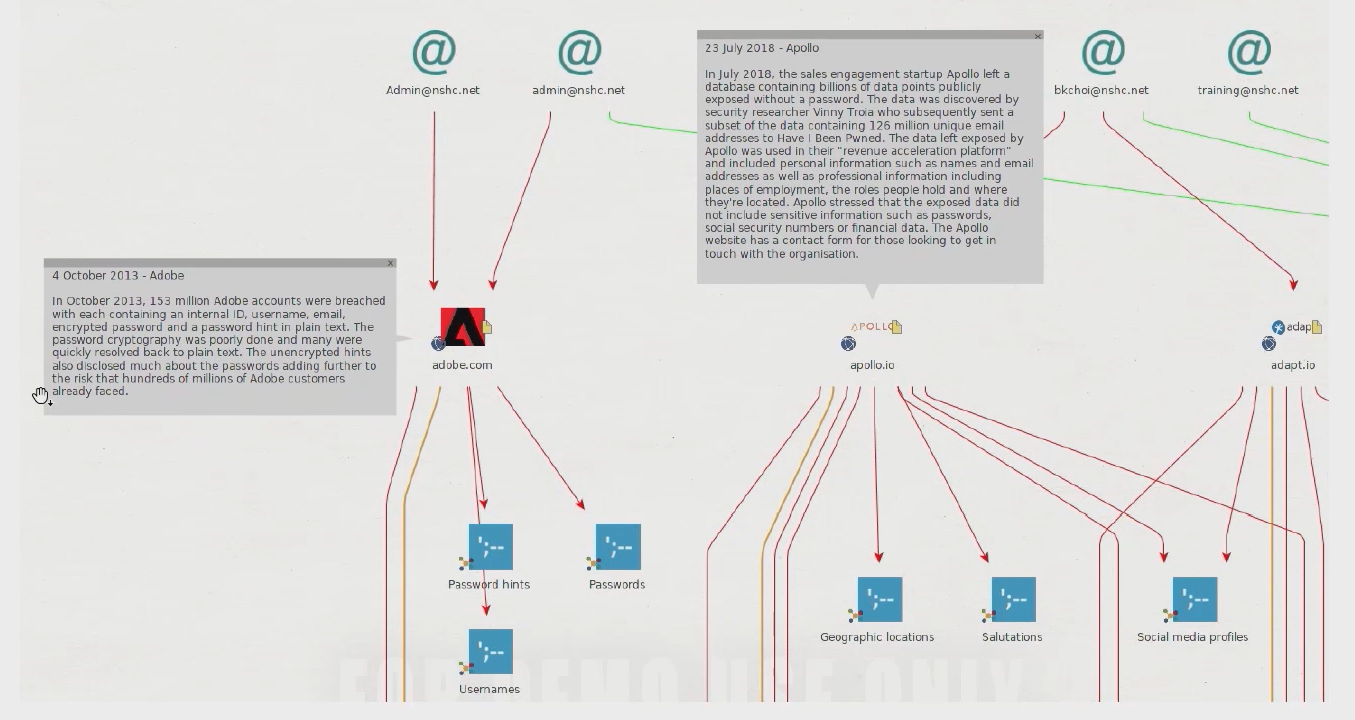 @ @ @ @
Admin@nshc.net
admin@nshc.net
bkchoi@nshc.net
training@nshc.net
x
23 July 2018 - Apollo
In July 2018, the sales engagement startup Apollo left a
database containing billions of data points publicly
exposed without a password. The data was discovered by
security researcher Vinny Troia who subsequently sent a
subset of the data containing 126 million unique email
addresses to Have I Been Pwned. The data left exposed by
Apollo was used in their "revenue acceleration platform"
and included personal information such as names and email
addresses as well as professional information including
places of employment, the roles people hold and where
they're located. Apollo stressed that the exposed data did
not include sensitive information such as passwords,
social security numbers or financial data. The Apollo
website has a contact form for those looking to get in
touch with the organisation.
x
4 October 2013 - Adobe
In October 2013, 153 million Adobe accounts were breached
with each containing an internal ID, username, email,
encrypted password and a password hint in plain text. The
password cryptography was poorly done and many were
quickly resolved back to plain text. The unencrypted hints
also disclosed much about the passwords adding further to
the risk that hundreds of millions of Adobe customers
already faced.
adobe.com
APOLLO
apollo.io
adap
adapt.io
';--
Password hints
';--
Passwords
';--
Usernames
';--
Geographic locations
';--
Salutations
';--
Social media profiles
FOR DEMO USE ONLY